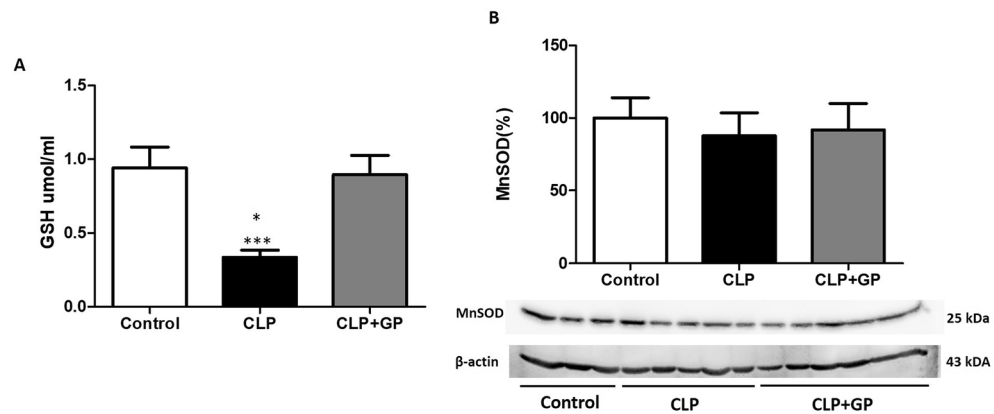 A
GSH umol/ml
1.5
1.0
0.5
0.0
*
***
Control CLP CLP+GP
B
MnSOD(%)
150
100
50
0
Control CLP CLP+GP
MnSOD 25 kDa
β-actin 43 kDA
Control CLP CLP+GP